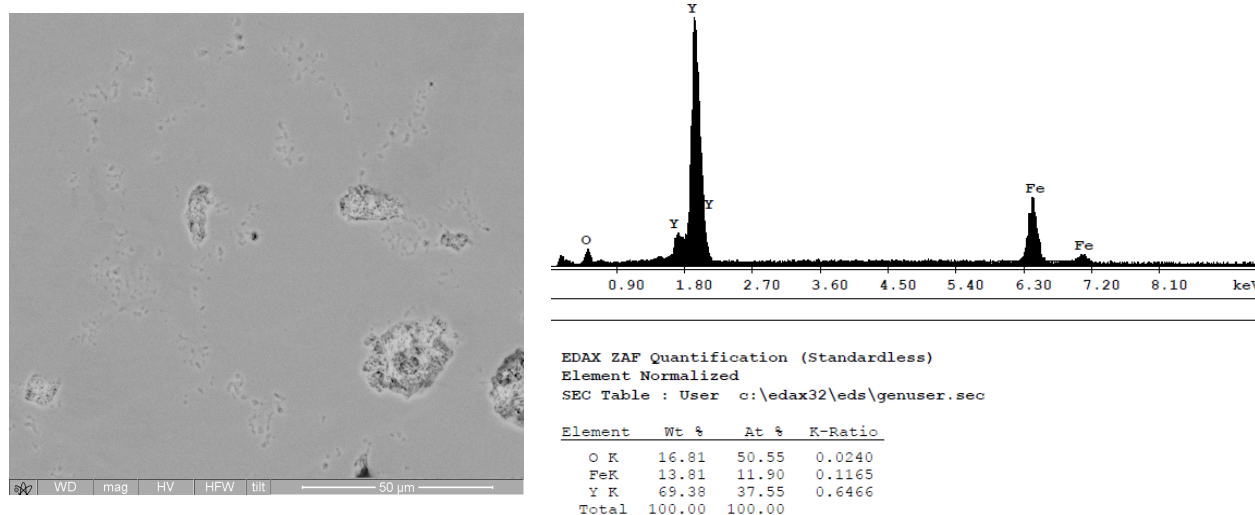 WD mag HV HFW tilt 50 µm
Y
Y
Y
O
Fe
Fe
0.90 1.80 2.70 3.60 4.50 5.40 6.30 7.20 8.10 keV
EDAX ZAF Quantification (Standardless)
Element Normalized
SEC Table : User c:\edax32\eds\genuser.sec
Element Wt % At % K-Ratio
O K 16.81 50.55 0.0240
FeK 13.81 11.90 0.1165
Y K 69.38 37.55 0.6466
Total 100.00 100.00